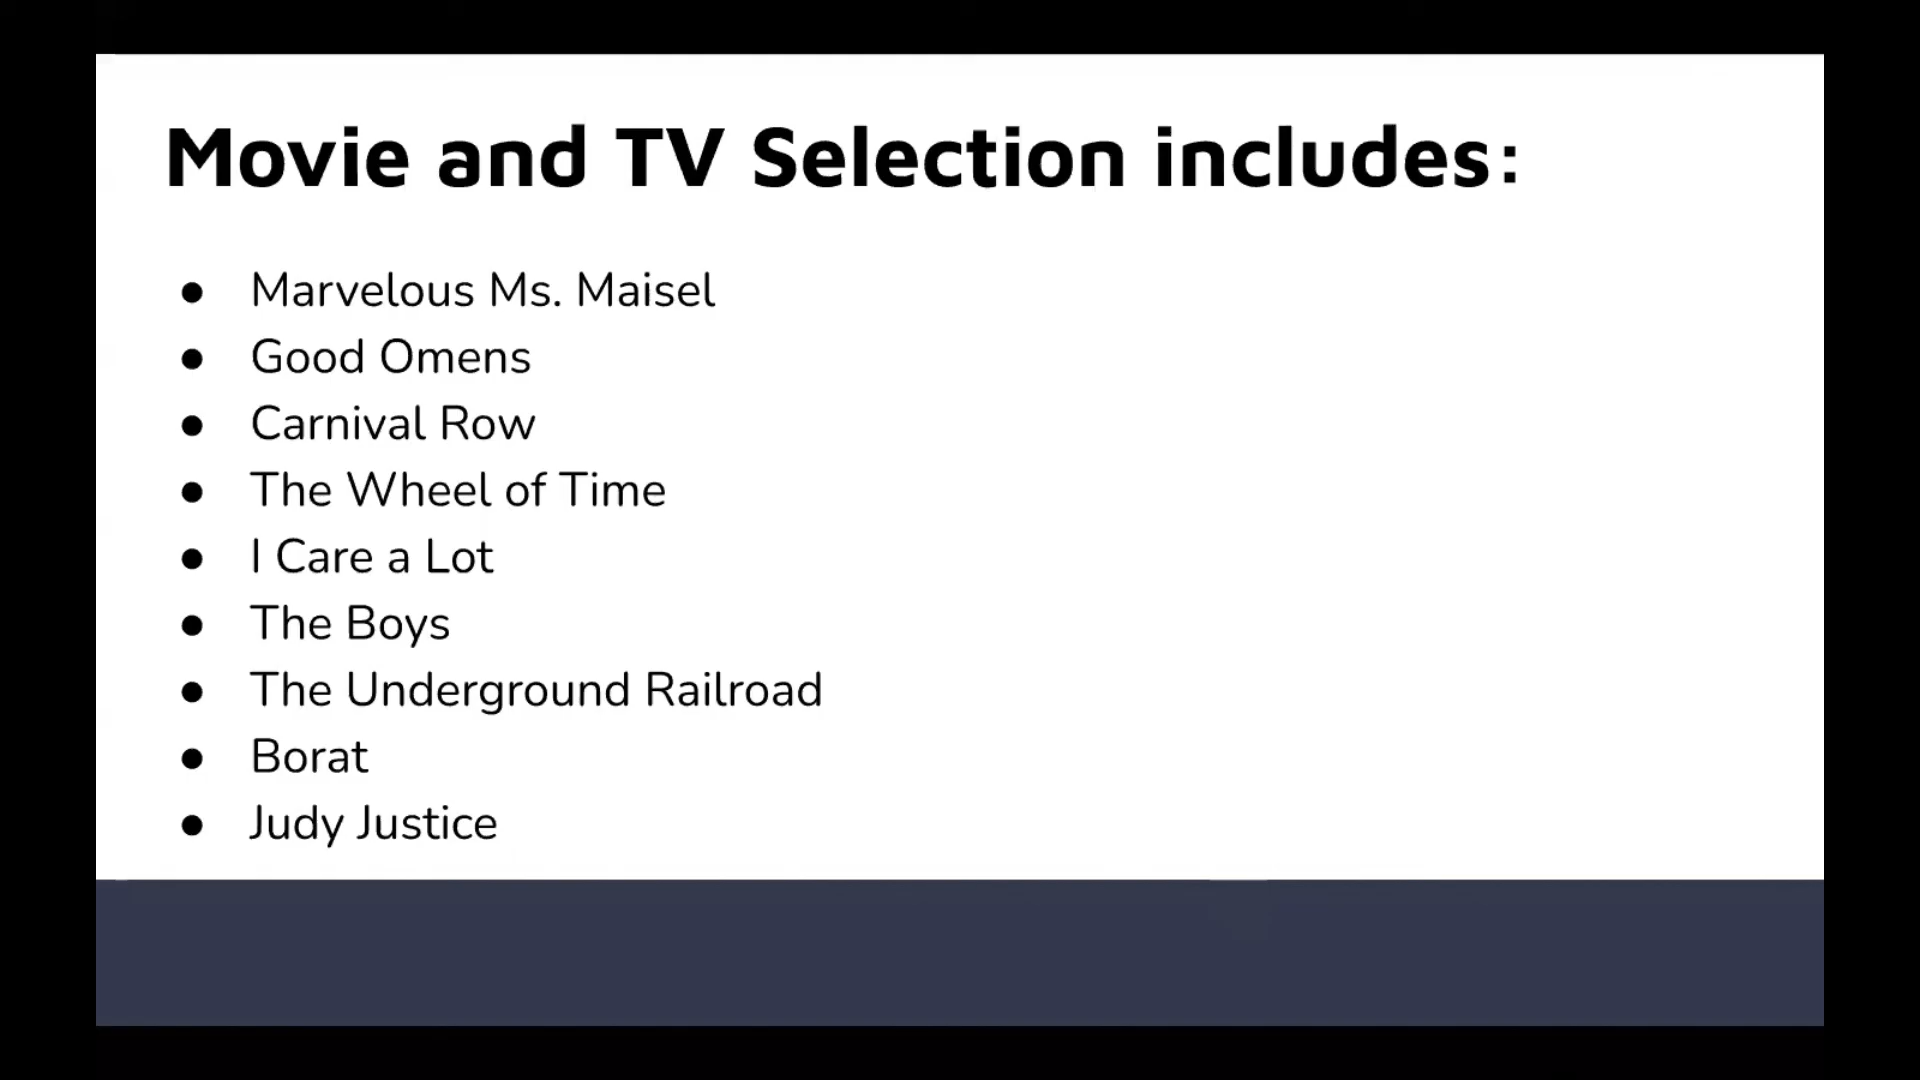 Movie and TV Selection includes:
● Marvelous Ms. Maisel
● Good Omens
● Carnival Row
● The Wheel of Time
● I Care a Lot
● The Boys
● The Underground Railroad
● Borat
● Judy Justice